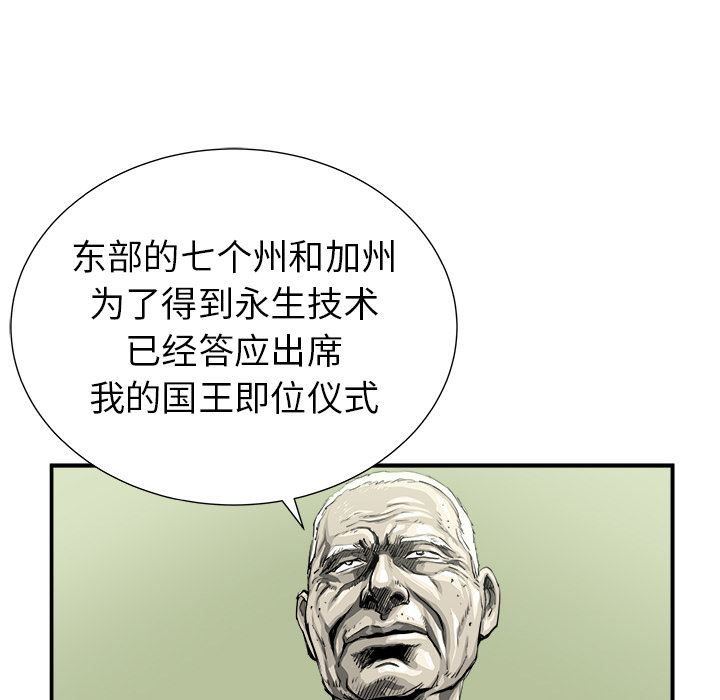 东部的七个州和加州
为了得到永生技术
已经答应出席
我的国王即位仪式